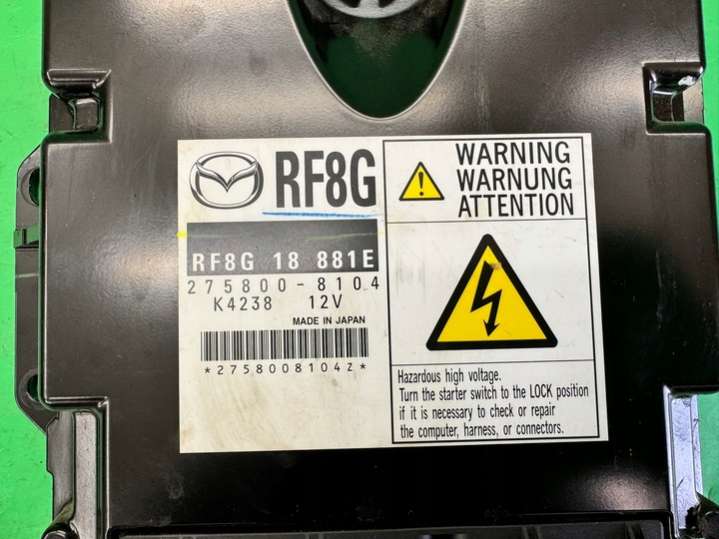 RF8G
RF8G 18 881E
275800-8104
K4238 12V
MADE IN JAPAN
*2758008104Z*
WARNING
WARNUNG
ATTENTION
Hazardous high voltage.
Turn the starter switch to the LOCK position
if it is necessary to check or repair
the computer, harness, or connectors.